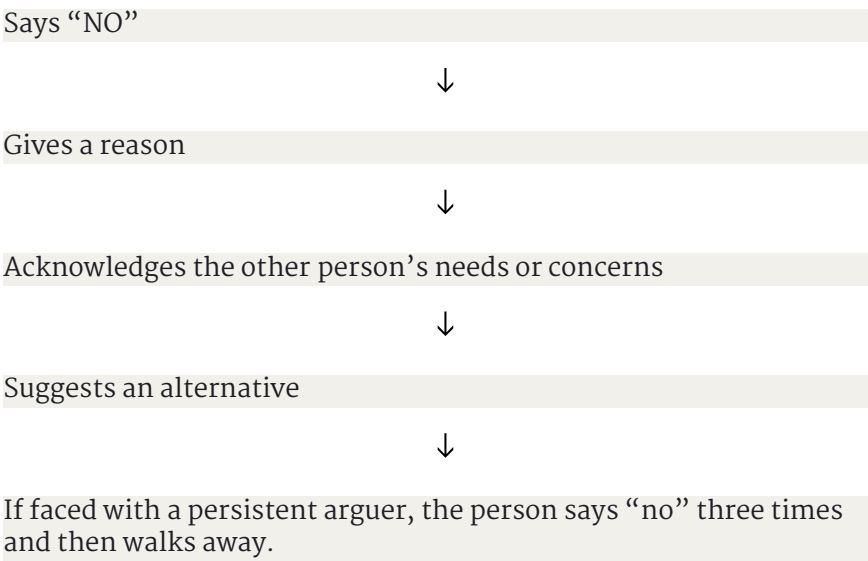 Says “NO”
↓
Gives a reason
↓
Acknowledges the other person’s needs or concerns
↓
Suggests an alternative
↓
If faced with a persistent arguer, the person says “no” three times
and then walks away.